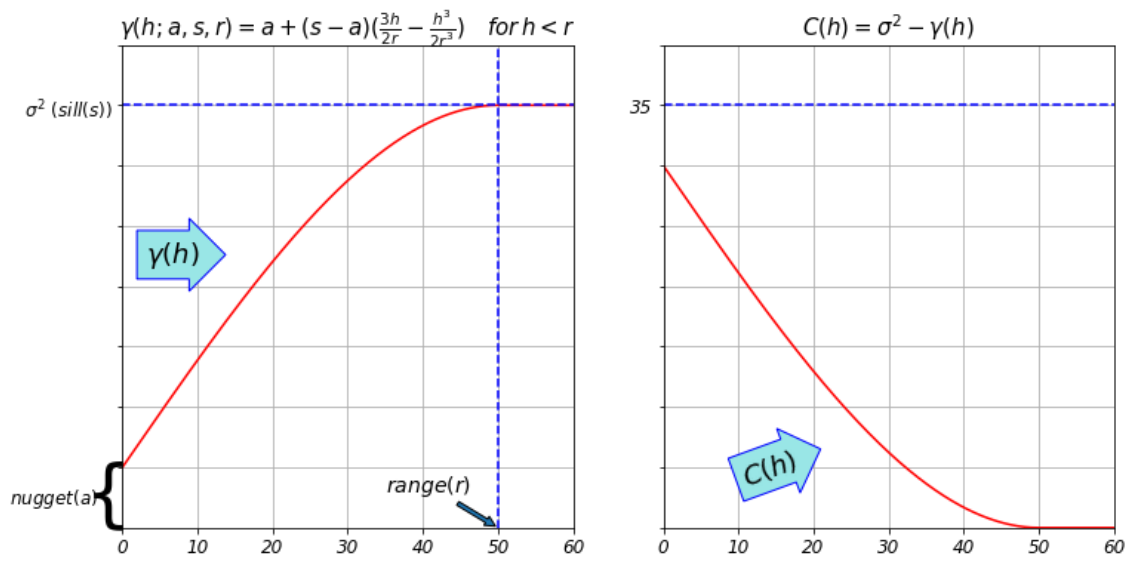 γ(h; a, s, r) = a + (s − a)(3h/2r − h³/2r³)   for h < r
σ² (sill(s))
γ(h)
nugget(a)
range(r)
0 10 20 30 40 50 60
C(h) = σ² − γ(h)
35
C(h)
0 10 20 30 40 50 60